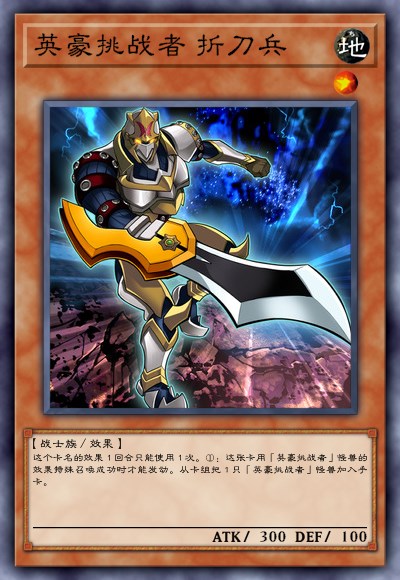 英豪挑战者 折刀兵
地
【战士族／效果】
这个卡名的效果1回合只能使用1次。①：这张卡用「英豪挑战者」怪兽的
效果特殊召唤成功时才能发动。从卡组把1只「英豪挑战者」怪兽加入手
卡。
ATK/ 300 DEF/ 100